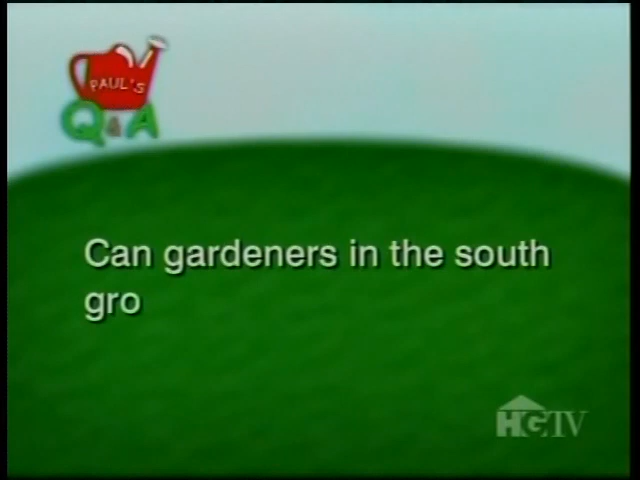 PAUL'S
Q&A
Can gardeners in the south
gro
HGTV